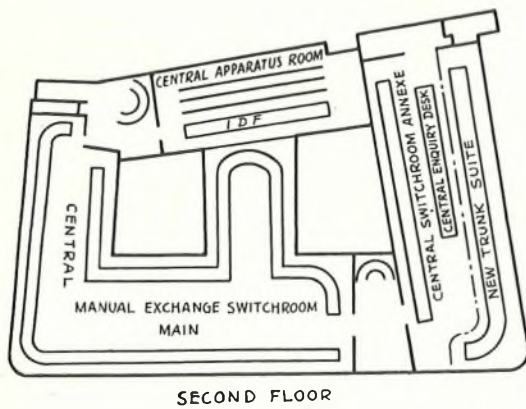 CENTRAL APPARATUS ROOM
IDF
CENTRAL
CENTRAL SWITCHROOM ANNEXE
CENTRAL ENQUIRY DESK
NEW TRUNK SUITE
MANUAL EXCHANGE SWITCHROOM
MAIN
SECOND FLOOR